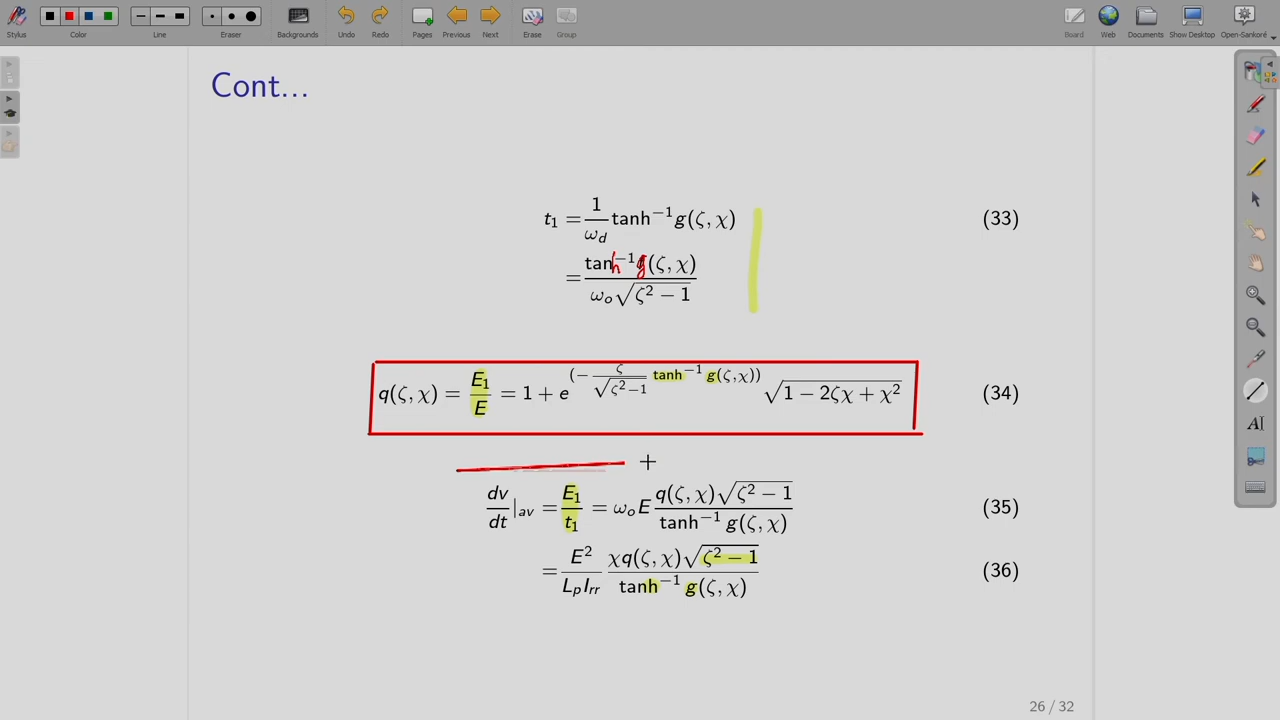 Stylus Color Line Eraser Backgrounds Undo Redo Pages Previous Next Erase Group Board Web Documents Show Desktop Open-Sankoré
Cont...
t₁ = 1/ω_d tanh⁻¹g(ζ, χ) (33)
= tanh⁻¹g(ζ, χ) / ω_o√(ζ² − 1)
q(ζ, χ) = E₁/E = 1 + e^(−ζ/√(ζ²−1) tanh⁻¹ g(ζ,χ)) √(1 − 2ζχ + χ²) (34)
dv/dt|_av = E₁/t₁ = ω_o E q(ζ, χ)√(ζ² − 1) / tanh⁻¹ g(ζ, χ) (35)
= E²/L_p I_rr χq(ζ, χ)√(ζ² − 1) / tanh⁻¹ g(ζ, χ) (36)
26 / 32